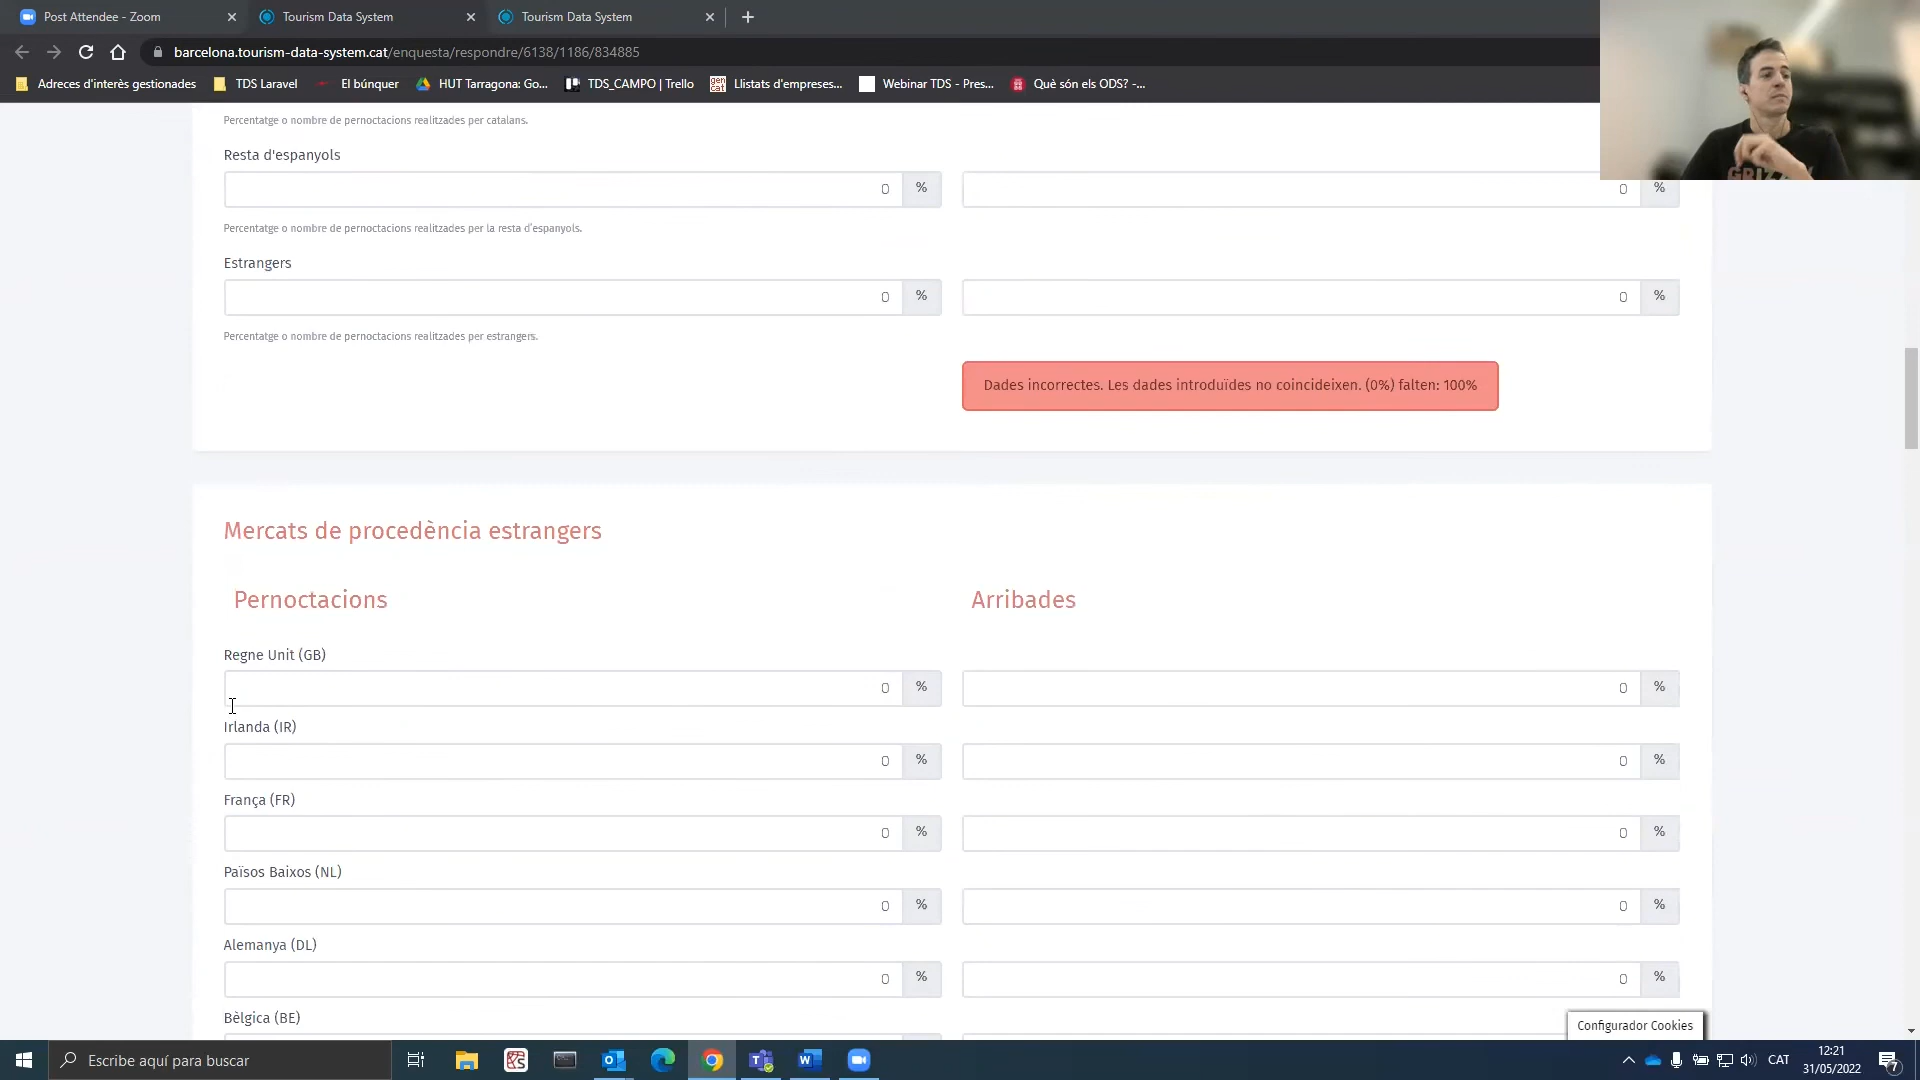 Post Attendee - Zoom
Tourism Data System
Tourism Data System
barcelona.tourism-data-system.cat/enquesta/respondre/6138/1186/834885
Adreces d'interès gestionades
TDS Laravel
El búnquer
HUT Tarragona: Go...
TDS_CAMPO | Trello
gen
cat
Llistats d'empreses...
Webinar TDS - Pres...
Què són els ODS? -...
Percentatge o nombre de pernoctacions realitzades per catalans.
Resta d'espanyols
0 %
0 %
Percentatge o nombre de pernoctacions realitzades per la resta d'espanyols.
Estrangers
0 %
0 %
Percentatge o nombre de pernoctacions realitzades per estrangers.
Dades incorrectes. Les dades introduïdes no coincideixen. (0%) falten: 100%
Mercats de procedència estrangers
Pernoctacions
Arribades
Regne Unit (GB)
0 %
0 %
Irlanda (IR)
0 %
0 %
França (FR)
0 %
0 %
Països Baixos (NL)
0 %
0 %
Alemanya (DL)
0 %
0 %
Bèlgica (BE)
Configurador Cookies
Escribe aquí para buscar
CAT
12:21
31/05/2022
7